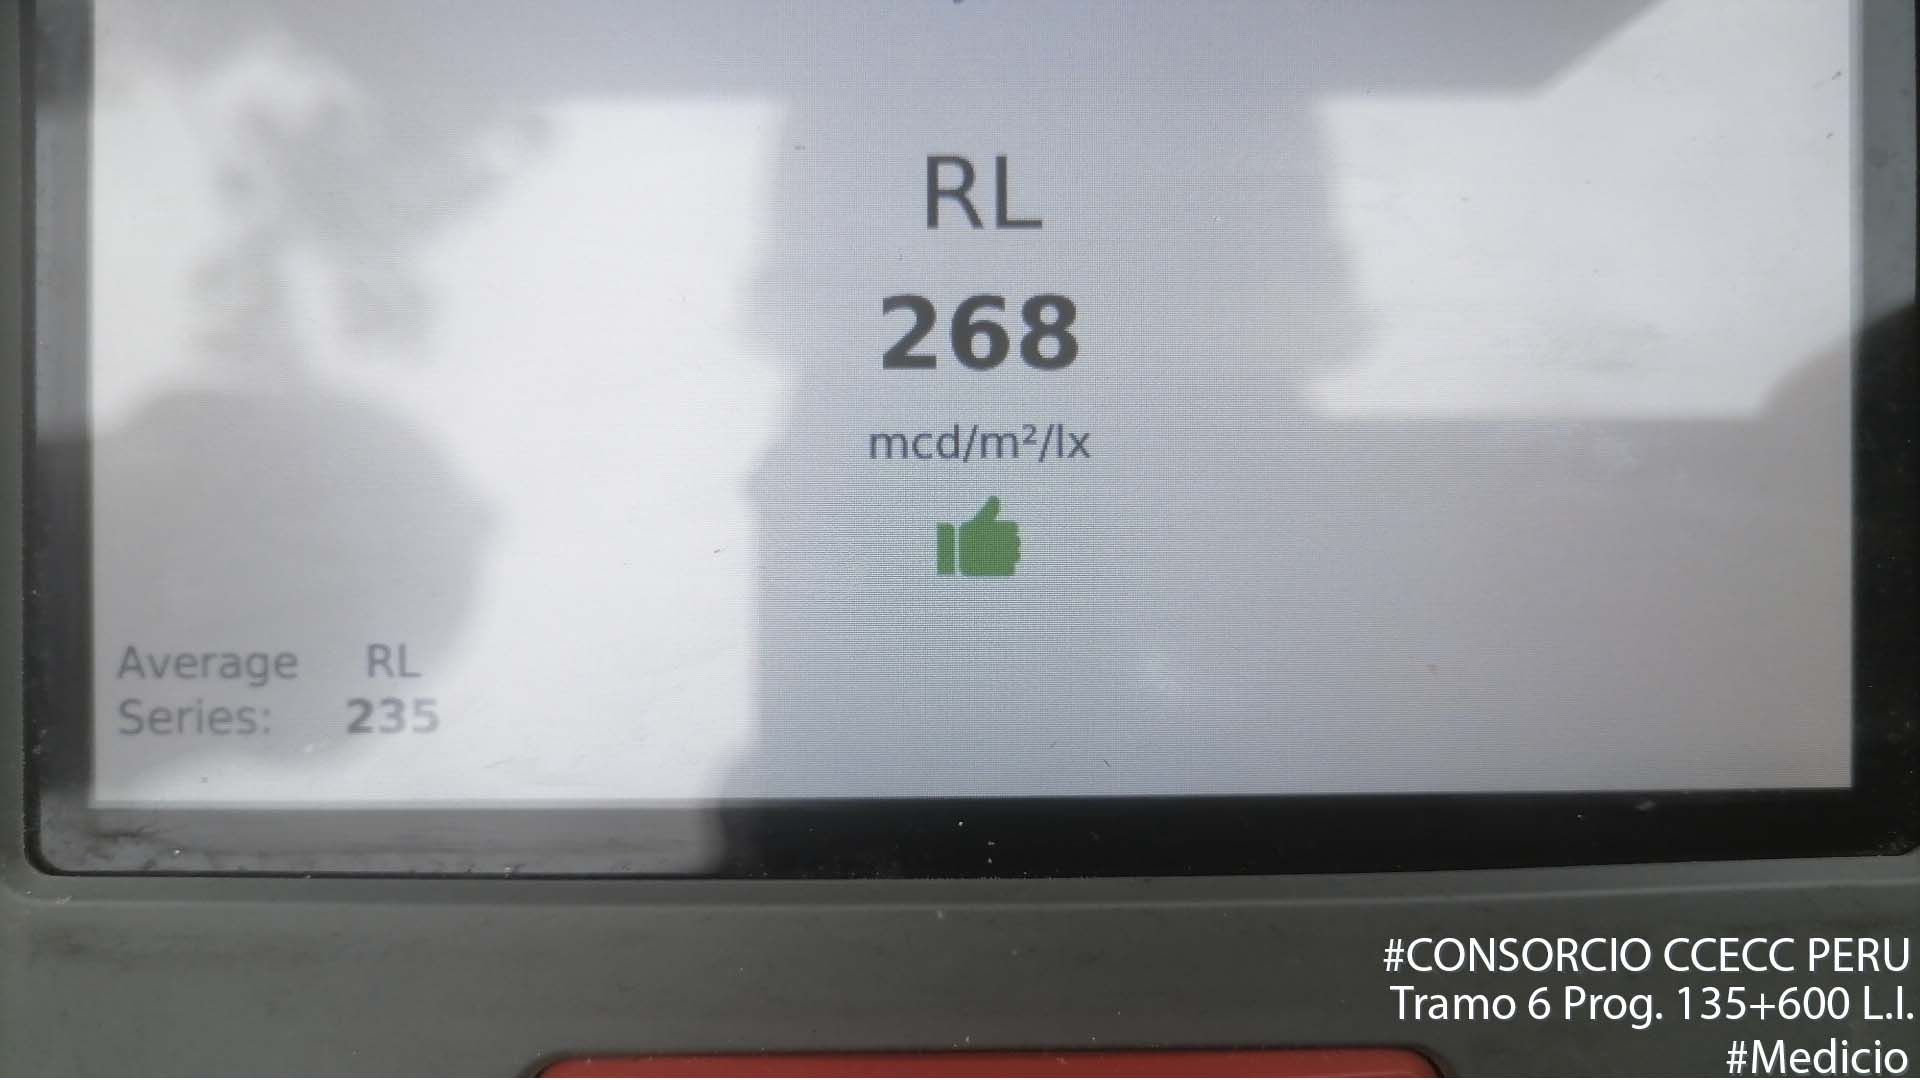 RL
268
mcd/m²/lx
Average RL
Series: 235
#CONSORCIO CCECC PERU
Tramo 6 Prog. 135+600 L.I.
#Medicio